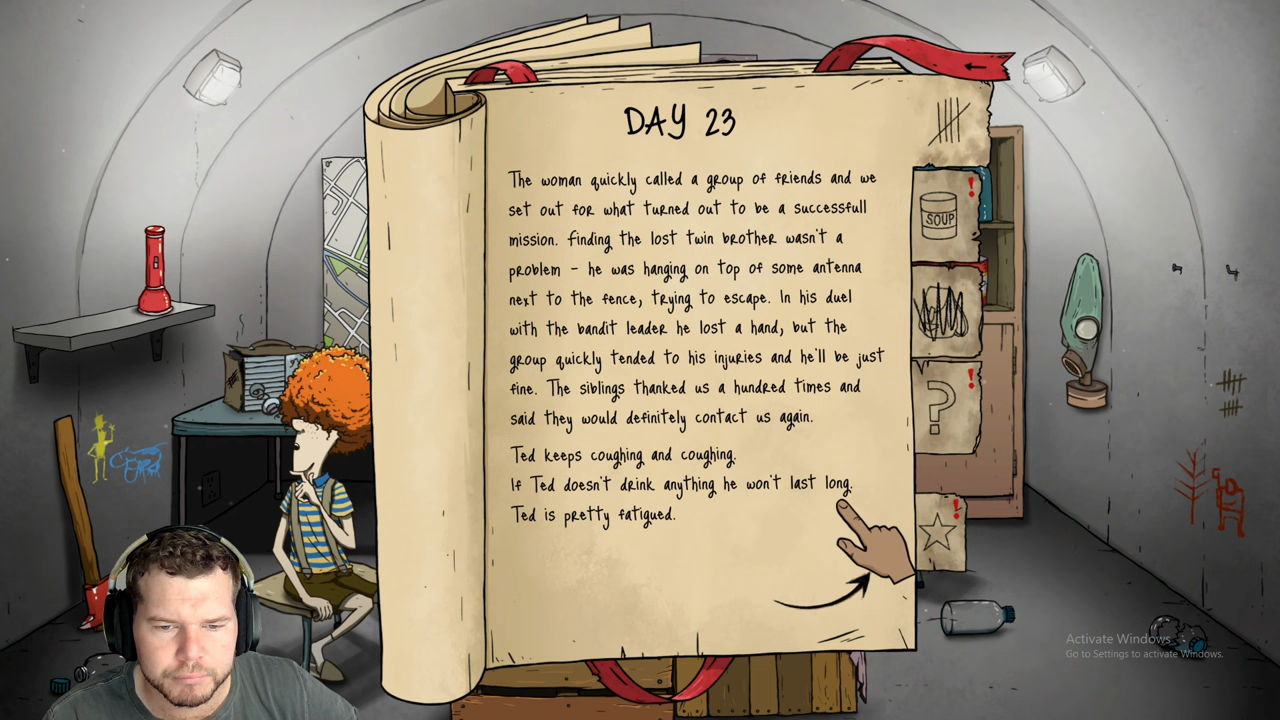 DAY 23
The woman quickly called a group of friends and we
set out for what turned out to be a successfull
mission. Finding the lost twin brother wasn't a
problem - he was hanging on top of some antenna
next to the fence, trying to escape. In his duel
with the bandit leader he lost a hand, but the
group quickly tended to his injuries and he'll be just
fine. The siblings thanked us a hundred times and
said they would definitely contact us again.
Ted keeps coughing and coughing.
If Ted doesn't drink anything he won't last long.
Ted is pretty fatigued.
!
SOUP
!
?
!
Activate Windows
Go to Settings to activate Windows.